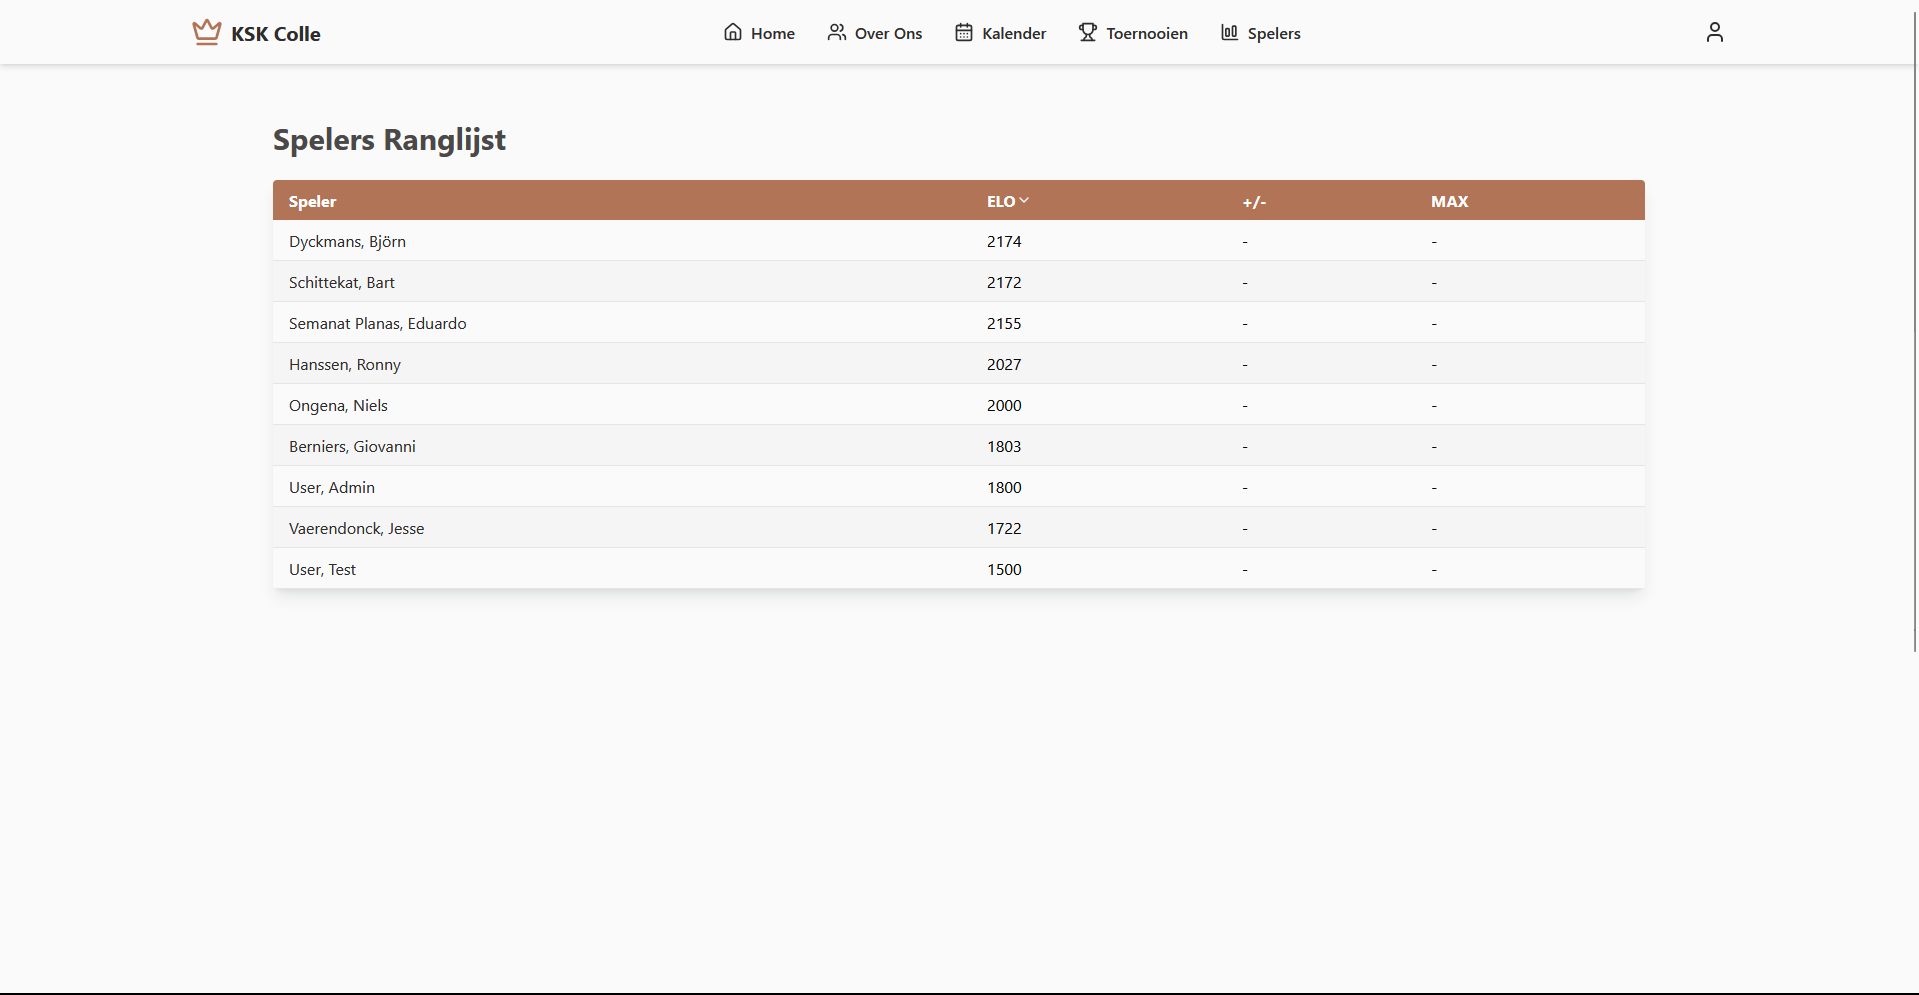 KSK Colle
Home Over Ons Kalender Toernooien Spelers
Spelers Ranglijst
Speler ELO +/- MAX
Dyckmans, Björn 2174 - -
Schittekat, Bart 2172 - -
Semanat Planas, Eduardo 2155 - -
Hanssen, Ronny 2027 - -
Ongena, Niels 2000 - -
Berniers, Giovanni 1803 - -
User, Admin 1800 - -
Vaerendonck, Jesse 1722 - -
User, Test 1500 - -